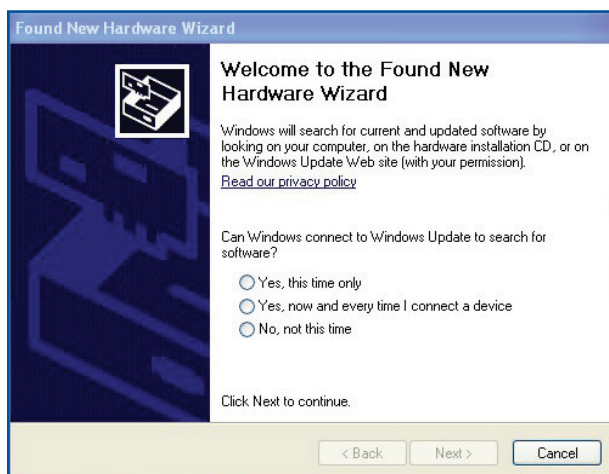 Found New Hardware Wizard
Welcome to the Found New
Hardware Wizard
Windows will search for current and updated software by
looking on your computer, on the hardware installation CD, or on
the Windows Update Web site (with your permission).
Read our privacy policy
Can Windows connect to Windows Update to search for
software?
Yes, this time only
Yes, now and every time I connect a device
No, not this time
Click Next to continue.
< Back
Next >
Cancel